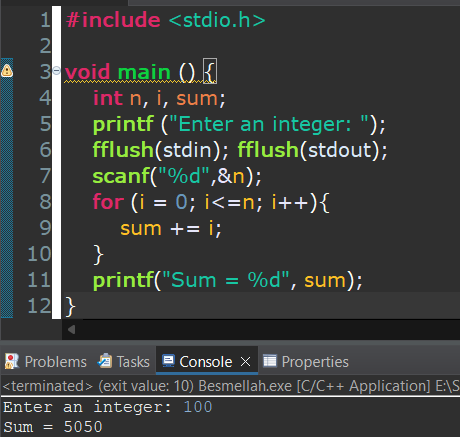 1 #include <stdio.h>
2
3 void main () {
4 int n, i, sum;
5 printf ("Enter an integer: ");
6 fflush(stdin); fflush(stdout);
7 scanf("%d",&n);
8 for (i = 0; i<=n; i++){
9 sum += i;
10 }
11 printf("Sum = %d", sum);
12 }
Problems Tasks Console Properties
<terminated> (exit value: 10) Besmellah.exe [C/C++ Application] E:\S
Enter an integer: 100
Sum = 5050